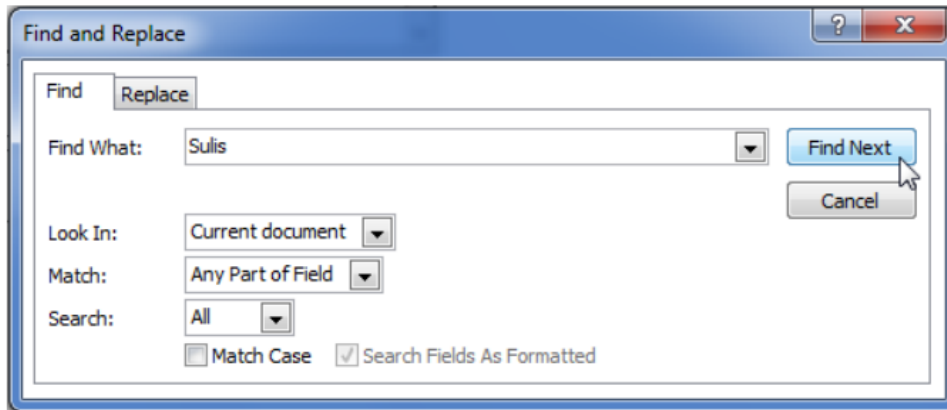 Find and Replace
Find Replace
Find What: Sulis Find Next
Cancel
Look In: Current document
Match: Any Part of Field
Search: All
Match Case Search Fields As Formatted